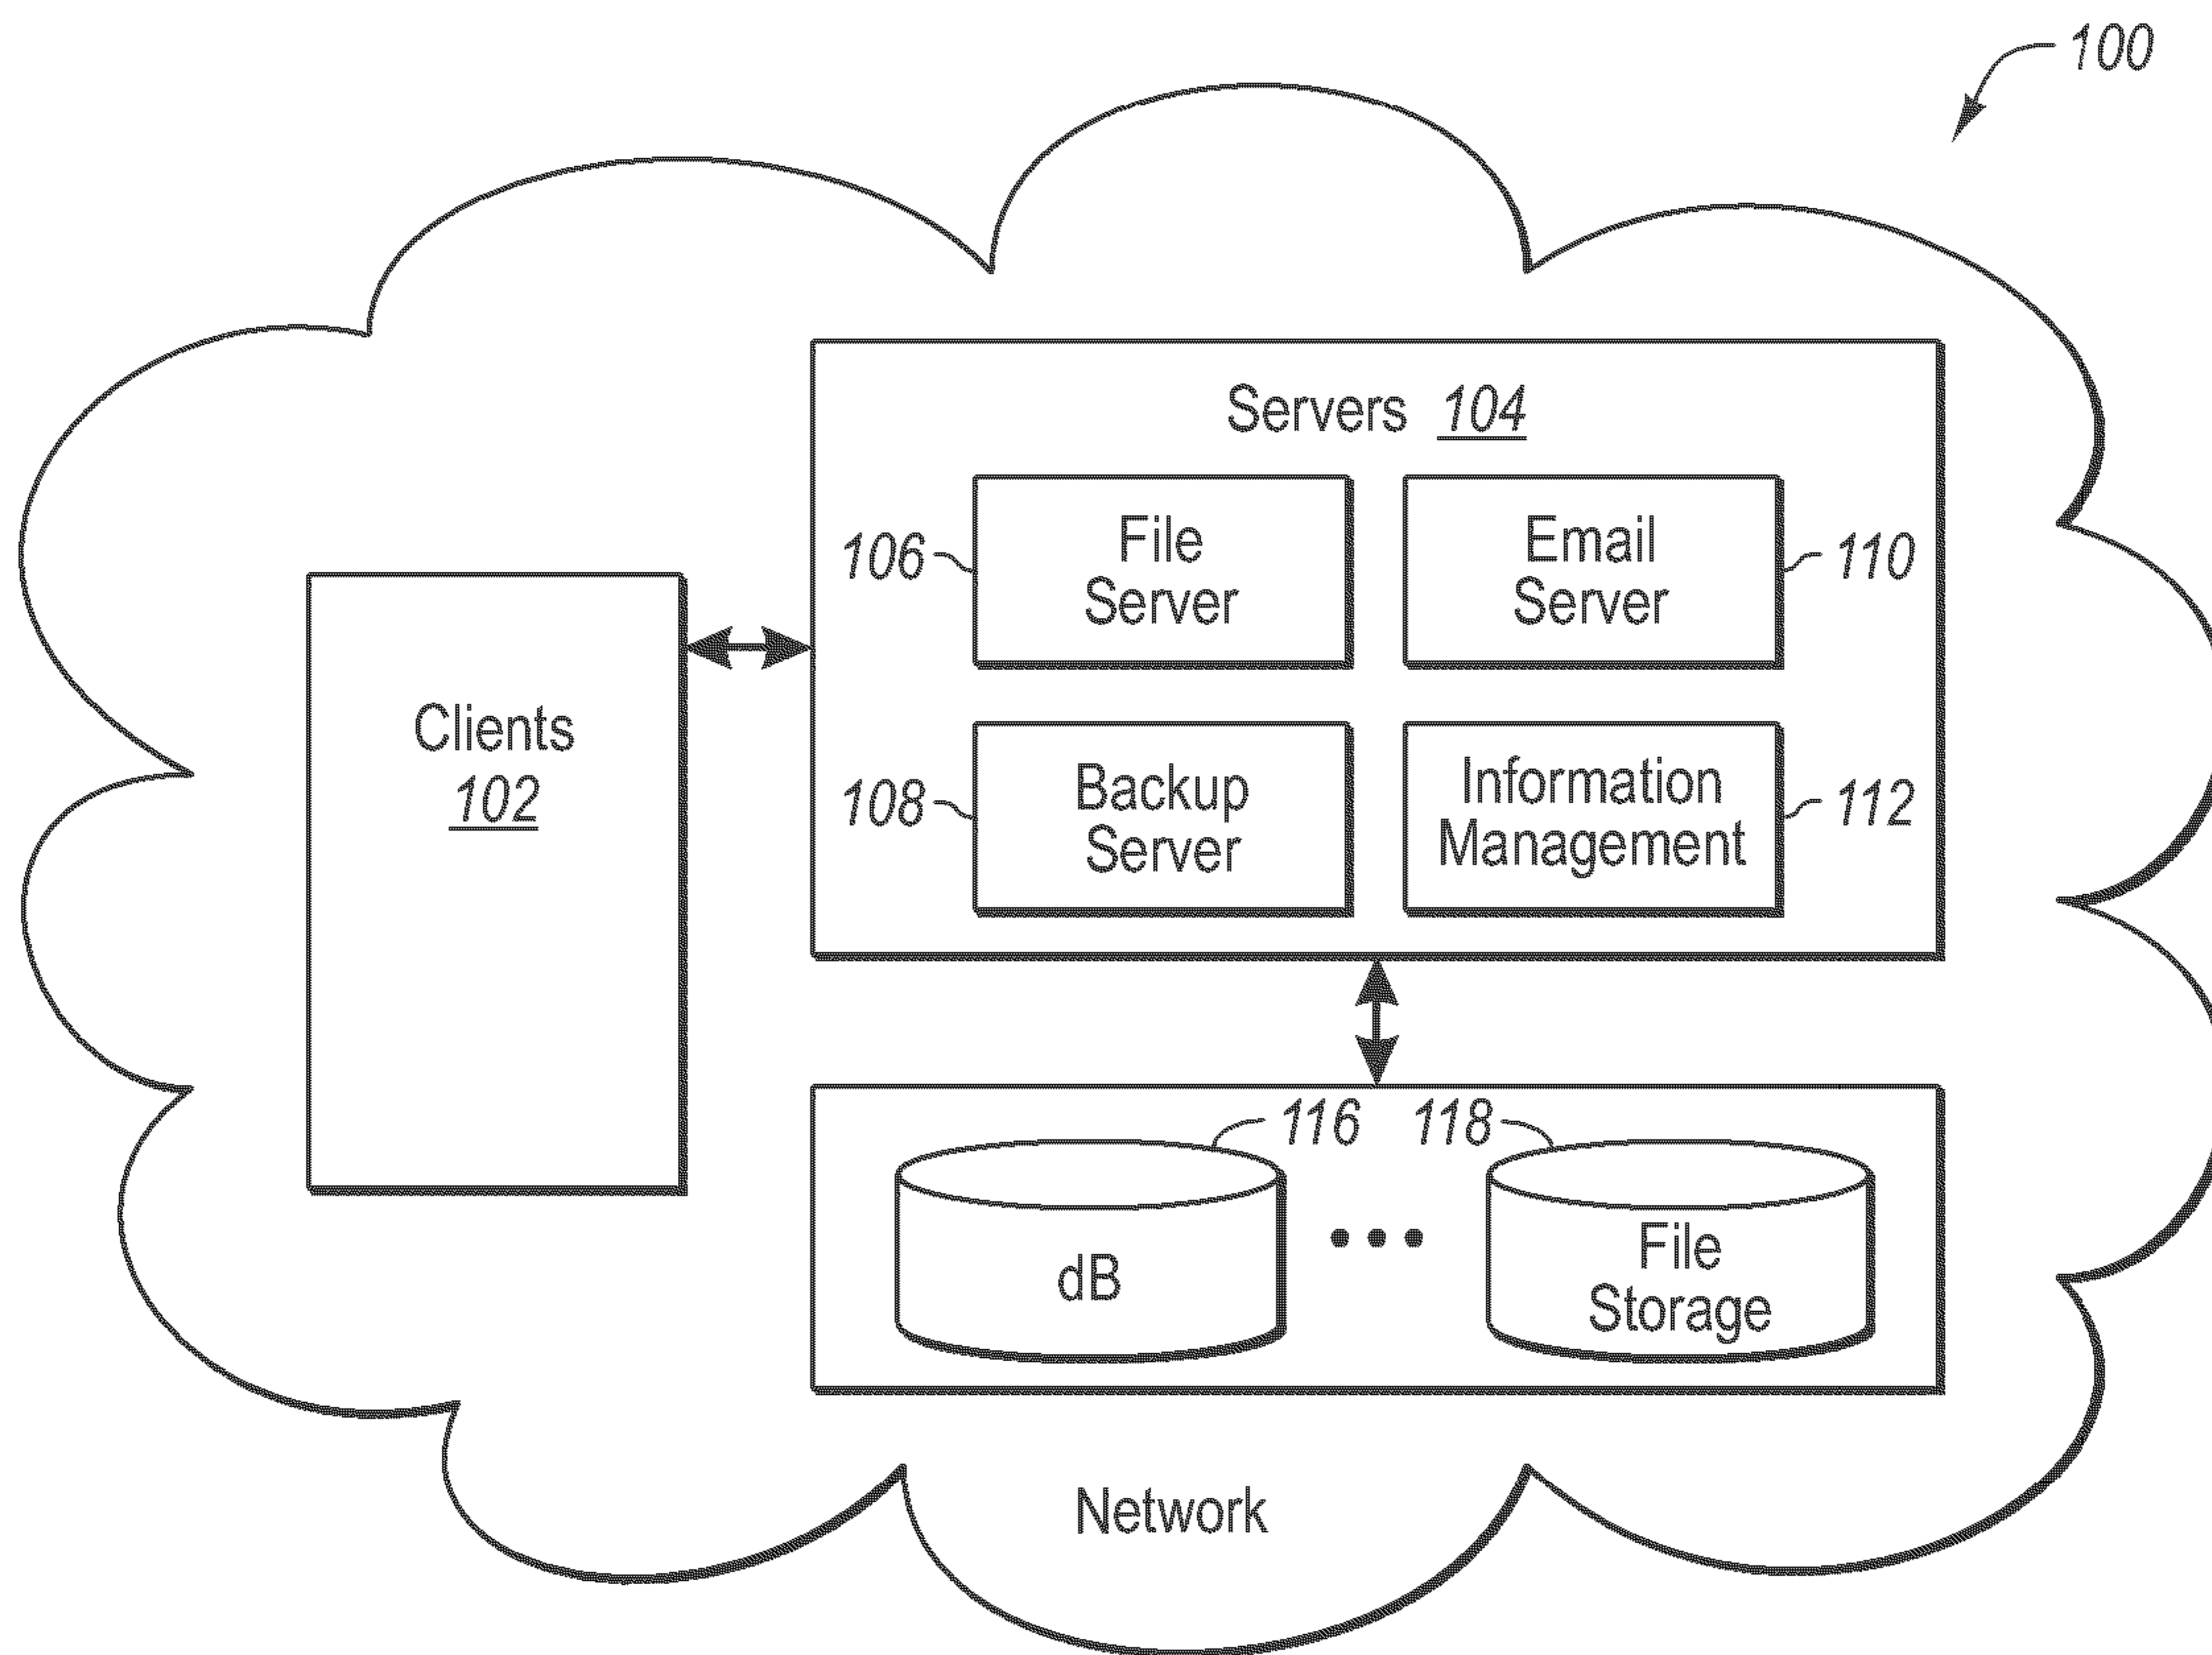 100
Servers 104
File
Server
106
Email
Server
110
Clients
102
Backup
Server
108
Information
Management
112
116
118
dB
File
Storage
Network